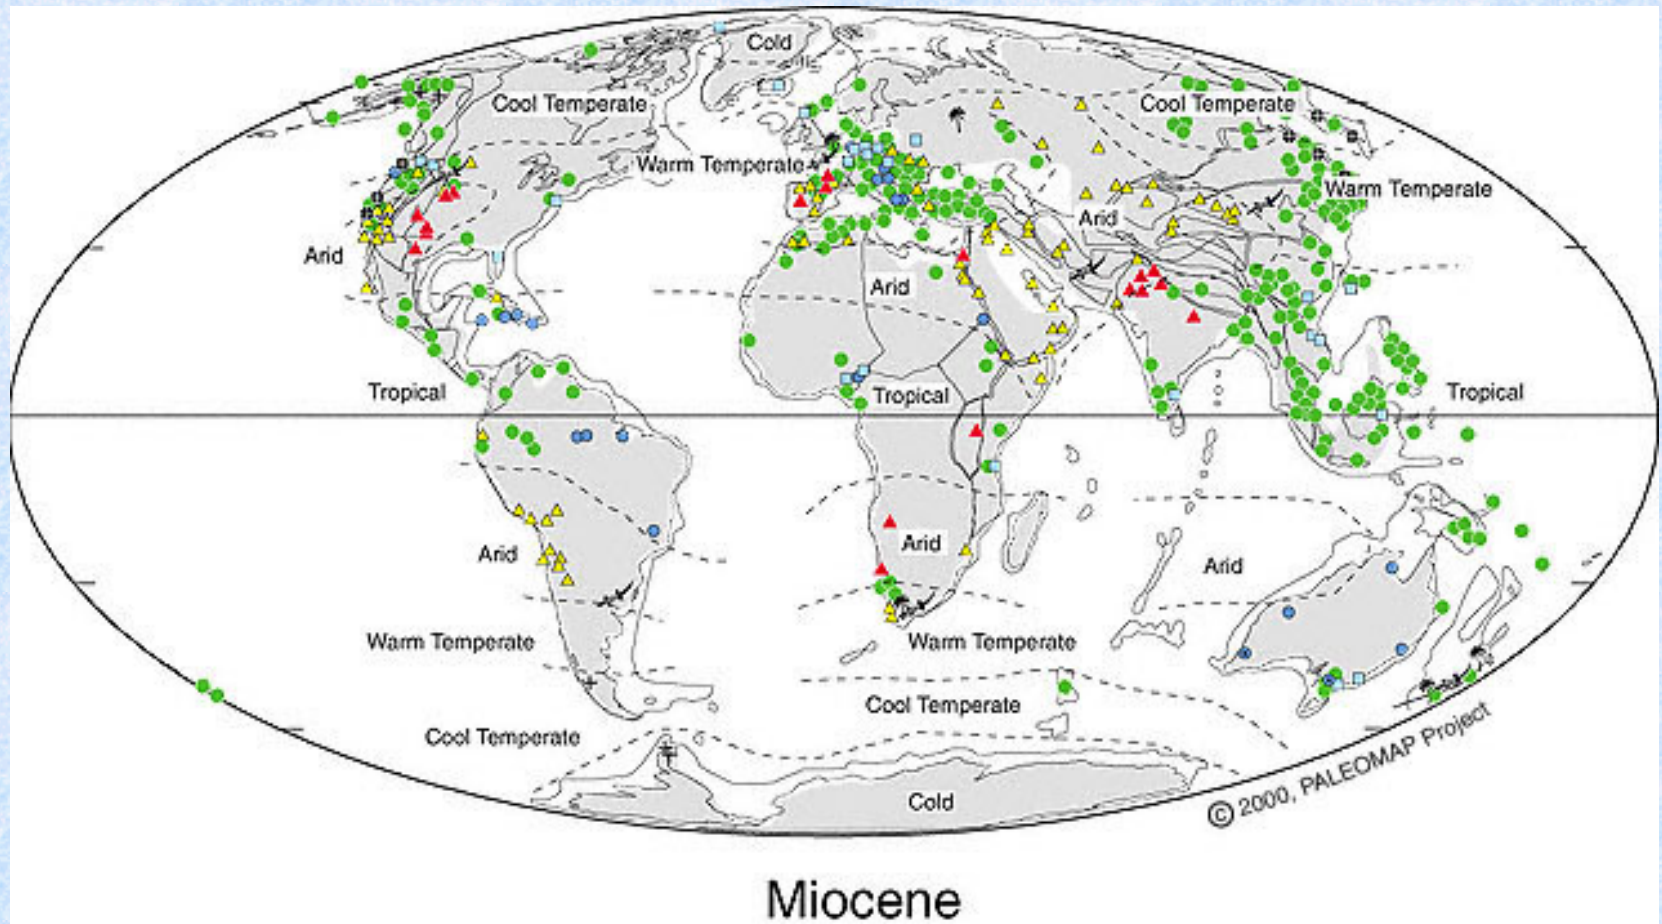 Cold
Cool Temperate
Cool Temperate
Warm Temperate
Warm Temperate
Arid
Arid
Arid
Tropical
Tropical
Tropical
Arid
Arid
Arid
Warm Temperate
Warm Temperate
Cool Temperate
Cool Temperate
Cold
© 2000, PALEOMAP Project
Miocene